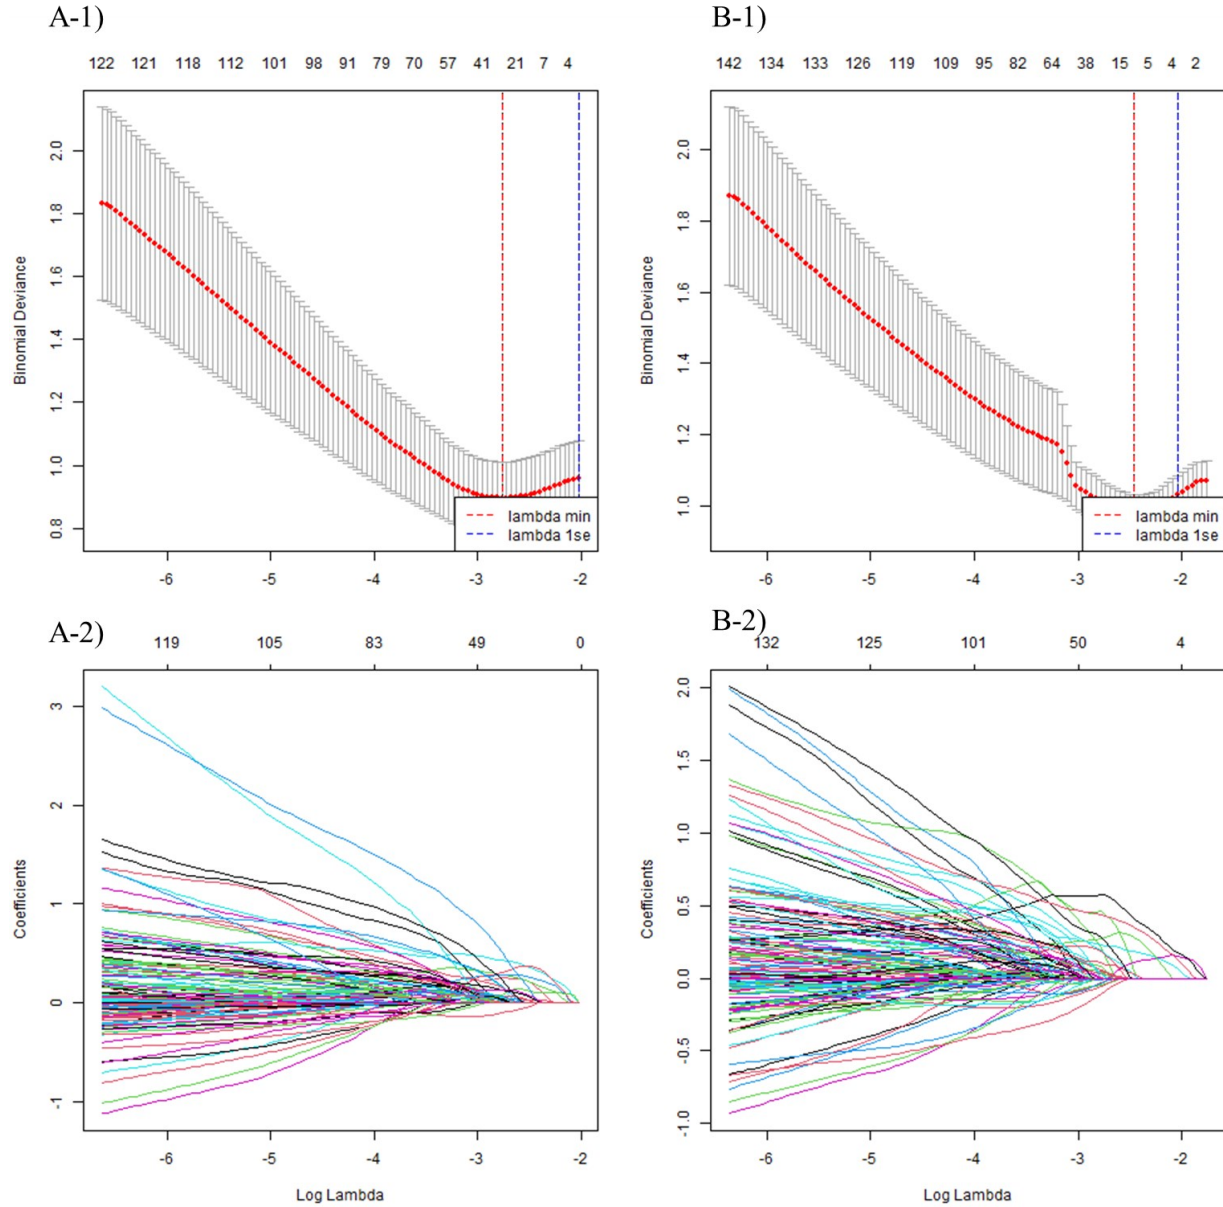 A-1)
122 121 118 112 101 98 91 79 70 57 41 21 7 4
Binomial Deviance
2.0
1.8
1.6
1.4
1.2
1.0
0.8
lambda min
lambda 1se
-6 -5 -4 -3 -2
B-1)
142 134 133 126 119 109 95 82 64 38 15 5 4 2
Binomial Deviance
2.0
1.8
1.6
1.4
1.2
1.0
lambda min
lambda 1se
-6 -5 -4 -3 -2
A-2)
119 105 83 49 0
Coefficients
3
2
1
0
-1
-6 -5 -4 -3 -2
Log Lambda
B-2)
132 125 101 50 4
Coefficients
2.0
1.5
1.0
0.5
0.0
-0.5
-1.0
-6 -5 -4 -3 -2
Log Lambda